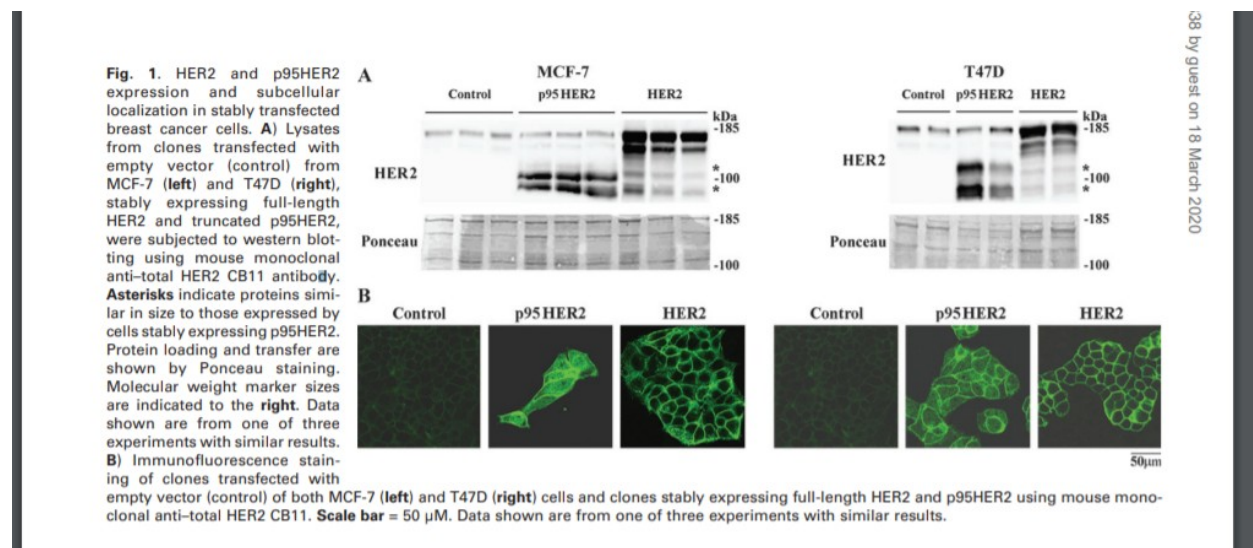 Fig. 1. HER2 and p95HER2
expression and subcellular
localization in stably transfected
breast cancer cells. A) Lysates
from clones transfected with
empty vector (control) from
MCF-7 (left) and T47D (right),
stably expressing full-length
HER2 and truncated p95HER2,
were subjected to western blot-
ting using mouse monoclonal
anti–total HER2 CB11 antibody.
Asterisks indicate proteins simi-
lar in size to those expressed by
cells stably expressing p95HER2.
Protein loading and transfer are
shown by Ponceau staining.
Molecular weight marker sizes
are indicated to the right. Data
shown are from one of three
experiments with similar results.
B) Immunofluorescence stain-
ing of clones transfected with
empty vector (control) of both MCF-7 (left) and T47D (right) cells and clones stably expressing full-length HER2 and p95HER2 using mouse mono-
clonal anti–total HER2 CB11. Scale bar = 50 μM. Data shown are from one of three experiments with similar results.
A
MCF-7
Control p95HER2 HER2
kDa
-185
HER2
*
-100
*
Ponceau
-185
-100
T47D
Control p95HER2 HER2
kDa
-185
HER2
*
-100
*
Ponceau
-185
-100
B
Control p95HER2 HER2
Control p95HER2 HER2
50μm
38 by guest on 18 March 2020